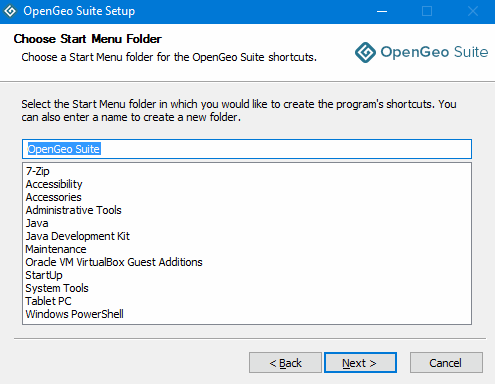 OpenGeo Suite Setup
Choose Start Menu Folder
Choose a Start Menu folder for the OpenGeo Suite shortcuts.
OpenGeo Suite
Select the Start Menu folder in which you would like to create the program's shortcuts. You
can also enter a name to create a new folder.
OpenGeo Suite
7-Zip
Accessibility
Accessories
Administrative Tools
Java
Java Development Kit
Maintenance
Oracle VM VirtualBox Guest Additions
StartUp
System Tools
Tablet PC
Windows PowerShell
< Back Next > Cancel